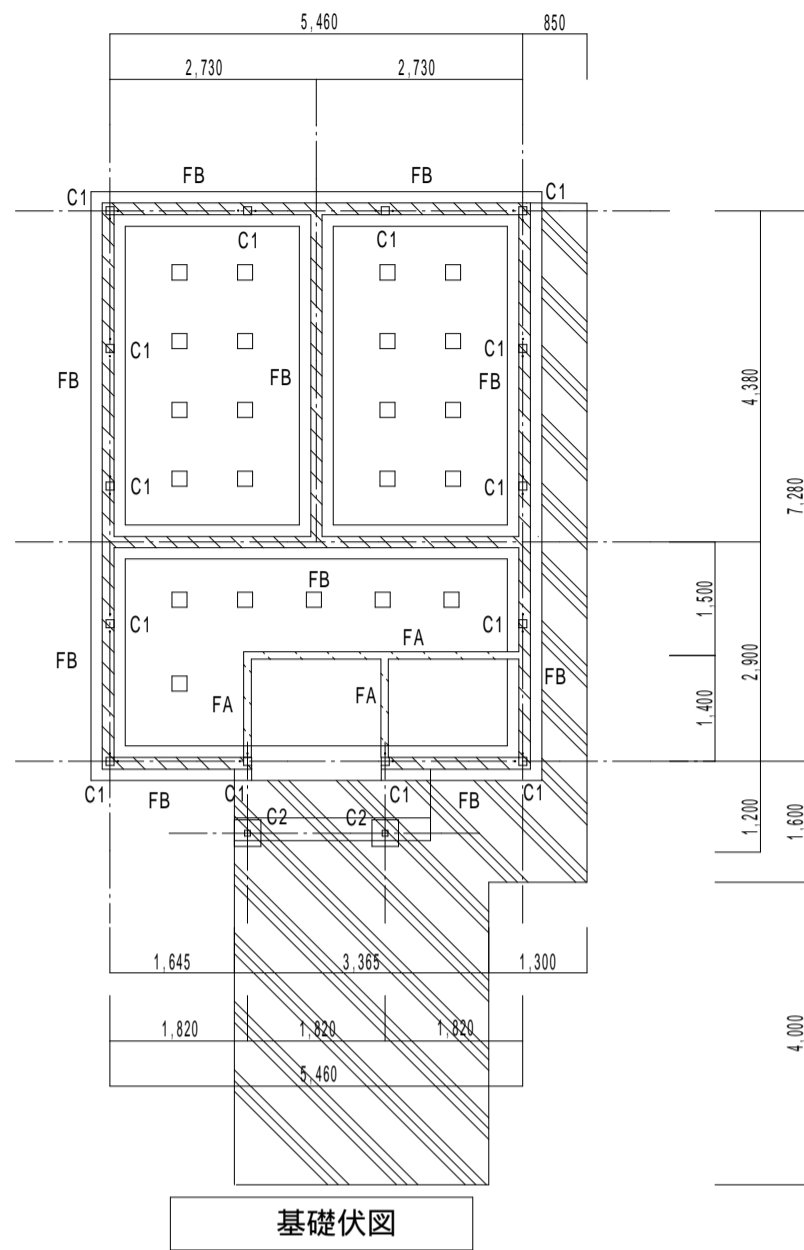 5,460 850
2,730 2,730
FB FB
C1 C1
C1 C1
C1 C1
FB FB FB
4,380
7,280
C1 C1
FB
1,500
C1 C1
FA
FB FB
2,900
FA FA
1,400
C1 C1 C1 C1
FB FB
C2 C2
1,200
1,600
1,645 3,365 1,300
1,820 1,820 1,820
4,000
5,460
基礎伏図